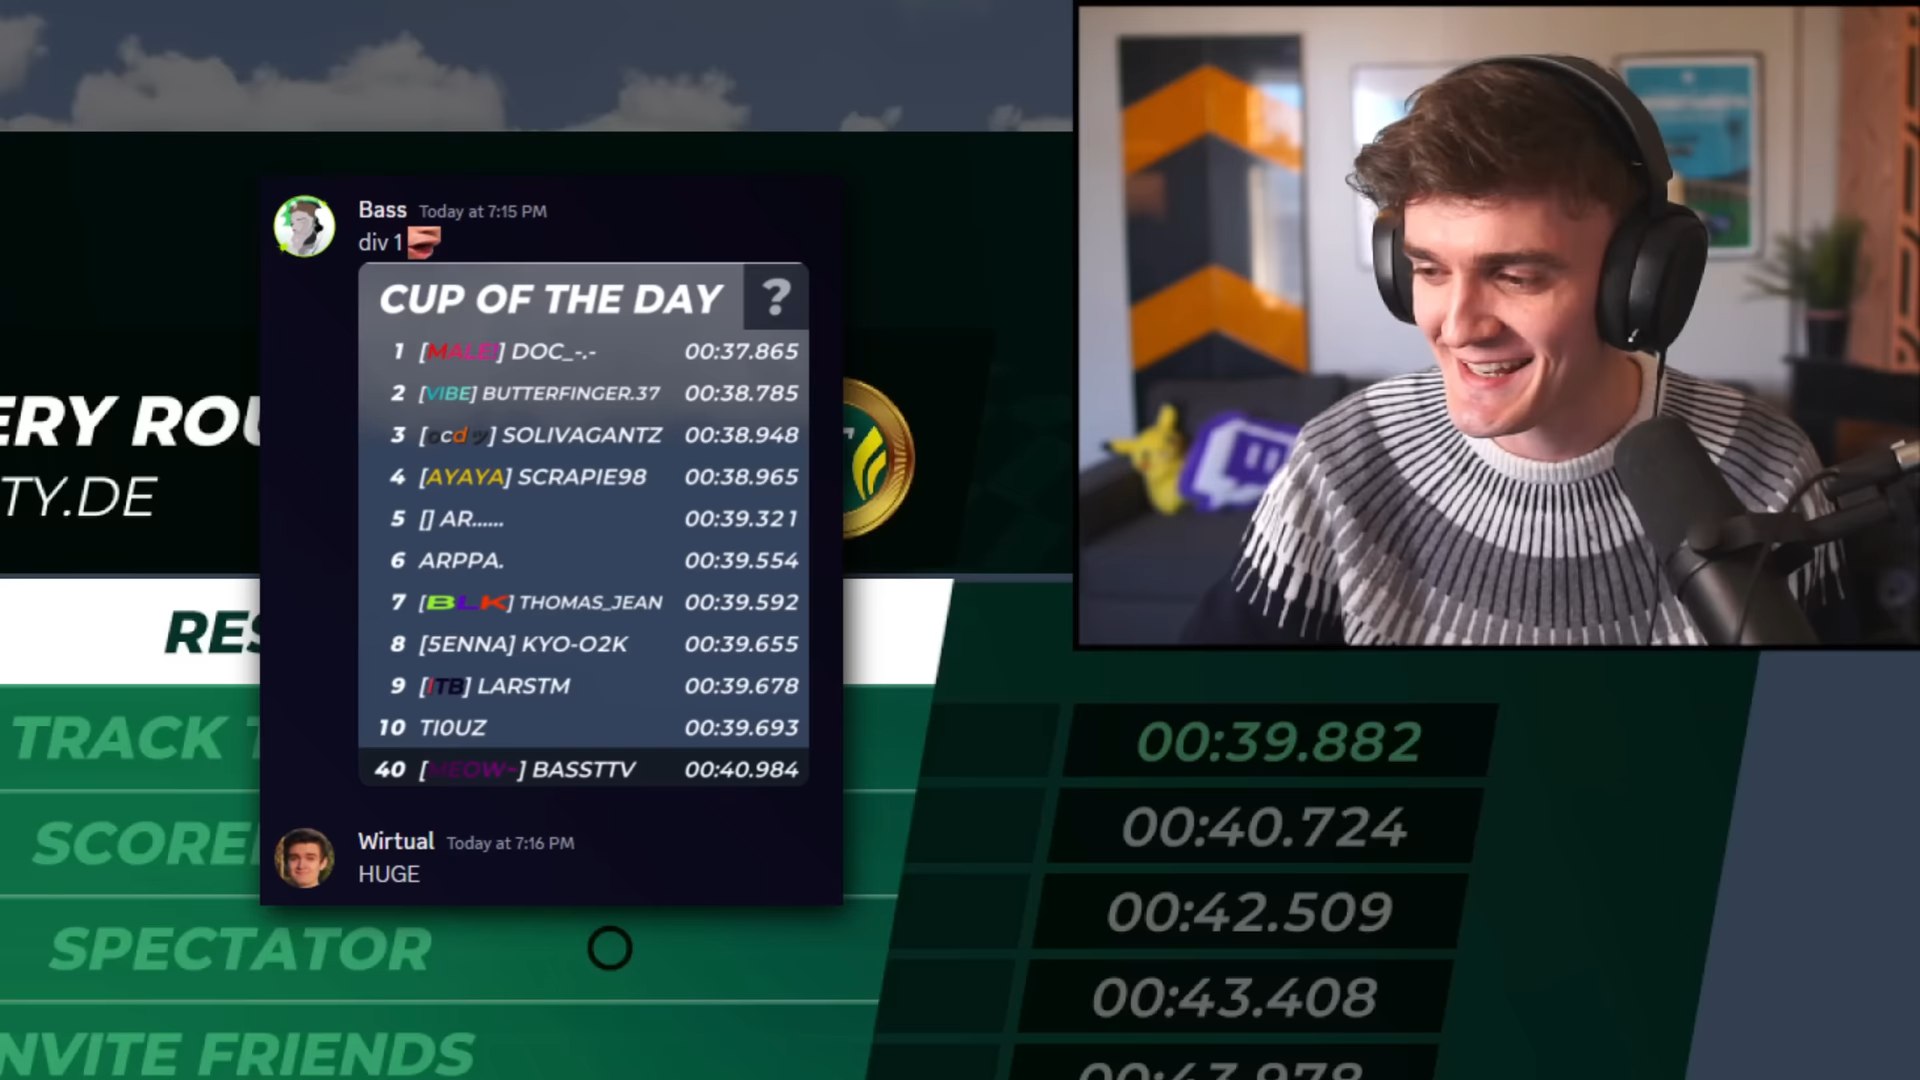 Bass Today at 7:15 PM
div 1
CUP OF THE DAY ?
1 [MALE!] DOC_-.- 00:37.865
2 [VIBE] BUTTERFINGER.37 00:38.785
3 SOLIVAGANTZ 00:38.948
4 [AYAYA] SCRAPIE98 00:38.965
5 [] AR...... 00:39.321
6 ARPPA. 00:39.554
7 [BLK] THOMAS_JEAN 00:39.592
8 [5ENNA] KYO-O2K 00:39.655
9 [ITB] LARSTM 00:39.678
10 TI0UZ 00:39.693
40 [MEOW~] BASSTTV 00:40.984
Wirtual Today at 7:16 PM
HUGE
ERY ROU
TY.DE
RES
TRACK T
SCORE
SPECTATOR
NVITE FRIENDS
00:39.882
00:40.724
00:42.509
00:43.408
00:43.978